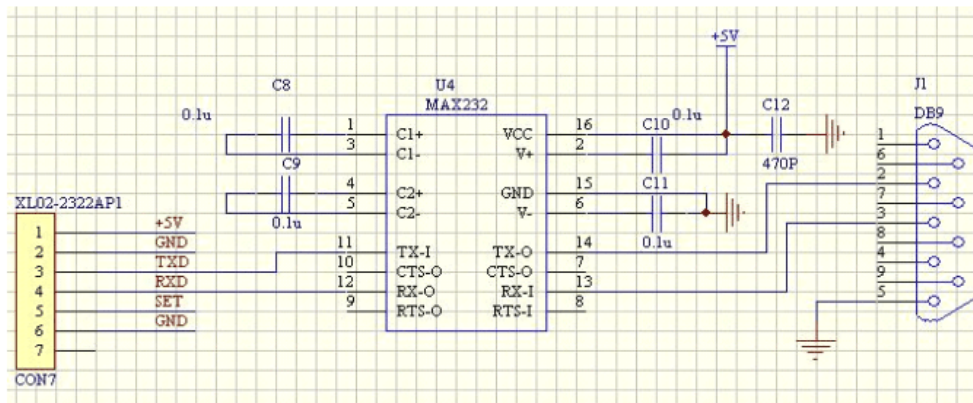 +5V
C8
U4
MAX232
J1
DB9
0.1u
C10
0.1u
C12
470P
C9
0.1u
C11
0.1u
1 C1+ VCC 16
3 C1- V+ 2
4 C2+ GND 15
5 C2- V- 6
11 TX-I TX-O 14
10 CTS-O CTS-O 7
12 RX-O RX-I 13
9 RTS-O RTS-I 8
XL02-2322AP1
1 +5V
2 GND
3 TXD
4 RXD
5 SET
6 GND
7
CON7
1
6
2
7
3
8
4
9
5